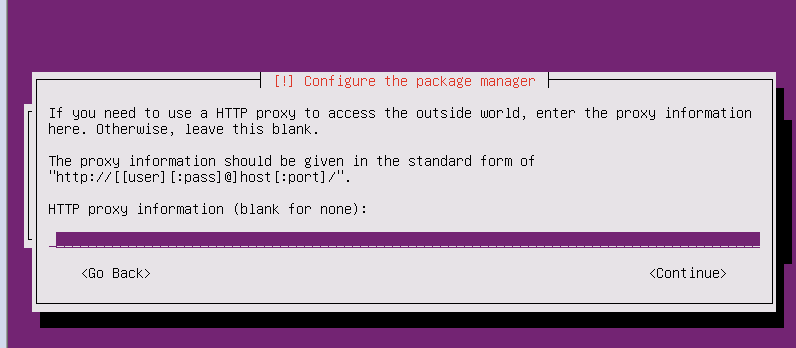 [!] Configure the package manager
If you need to use a HTTP proxy to access the outside world, enter the proxy information
here. Otherwise, leave this blank.
The proxy information should be given in the standard form of
"http://[[user][:pass]@]host[:port]/".
HTTP proxy information (blank for none):
<Go Back> <Continue>